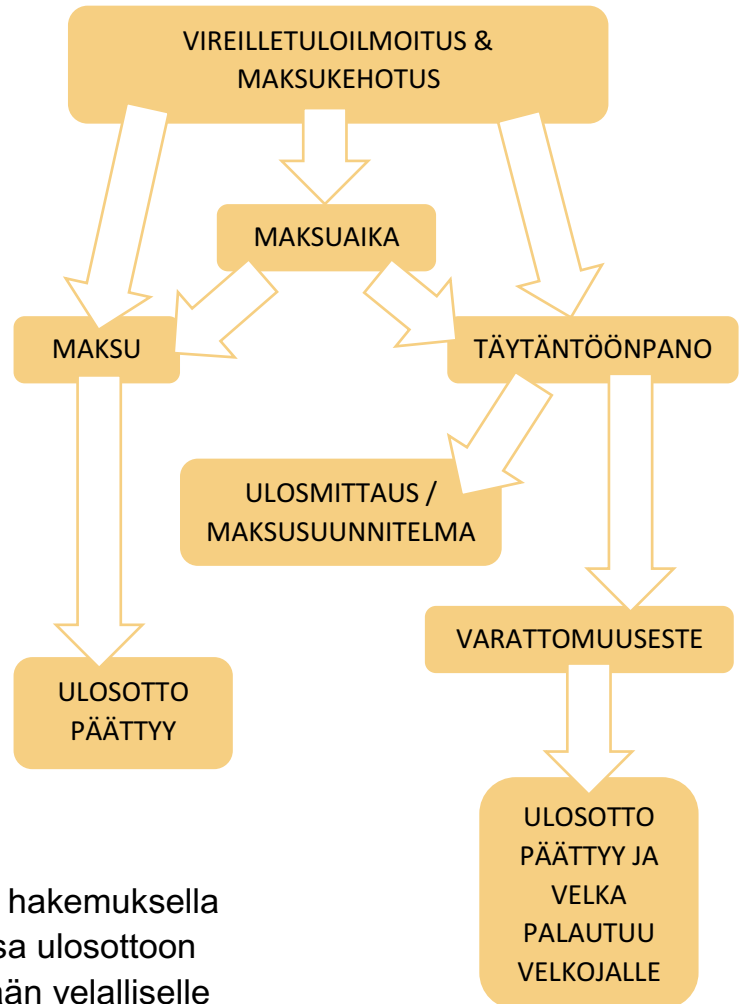 VIREILLETULOILMOITUS &
MAKSUKEHOTUS
MAKSUAIKA
MAKSU
TÄYTÄNTÖÖNPANO
ULOSMITTAUS /
MAKSUSUUNNITELMA
VARATTOMUUSESTE
ULOSOTTO
PÄÄTTYY
ULOSOTTO
PÄÄTTYY JA
VELKA
PALAUTUU
VELKOJALLE
hakemuksella
sa ulosottoon
ään velalliselle